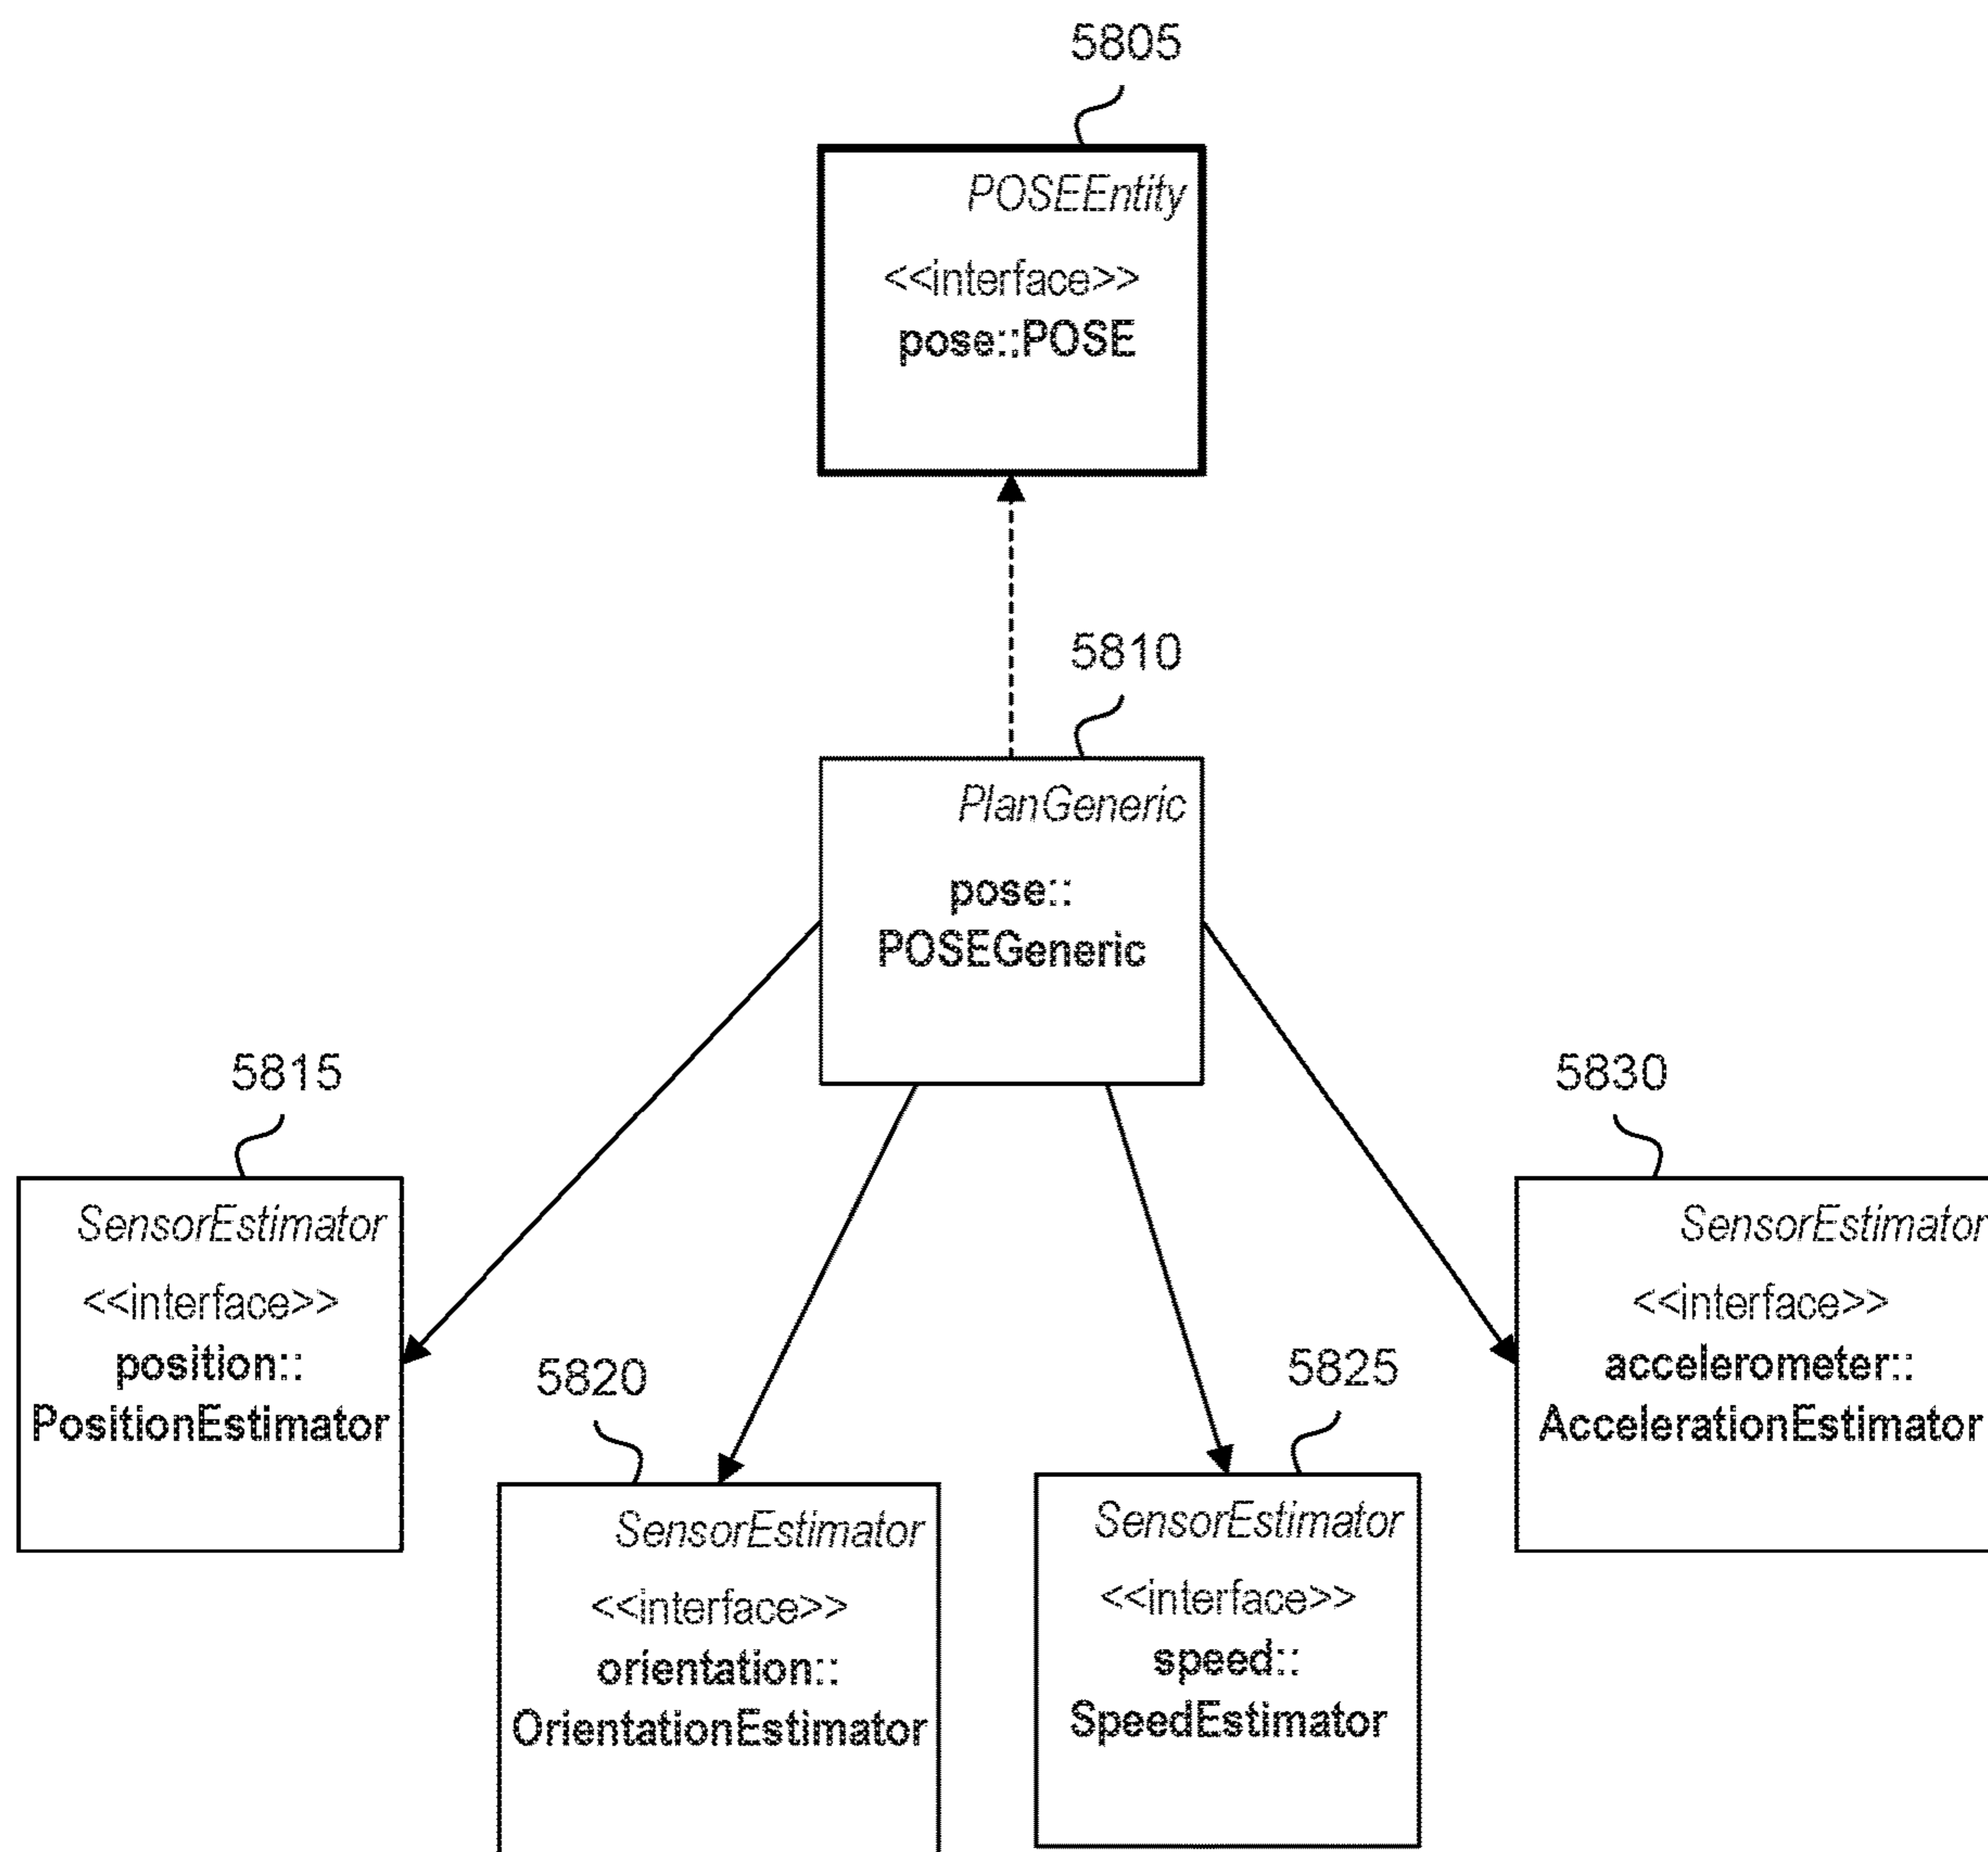 5805
POSEEntity
<<interface>>
pose::POSE
5810
PlanGeneric
pose::
POSEGeneric
5815
SensorEstimator
<<interface>>
position::
PositionEstimator
5820
SensorEstimator
<<interface>>
orientation::
OrientationEstimator
5825
SensorEstimator
<<interface>>
speed::
SpeedEstimator
5830
SensorEstimator
<<interface>>
accelerometer::
AccelerationEstimator